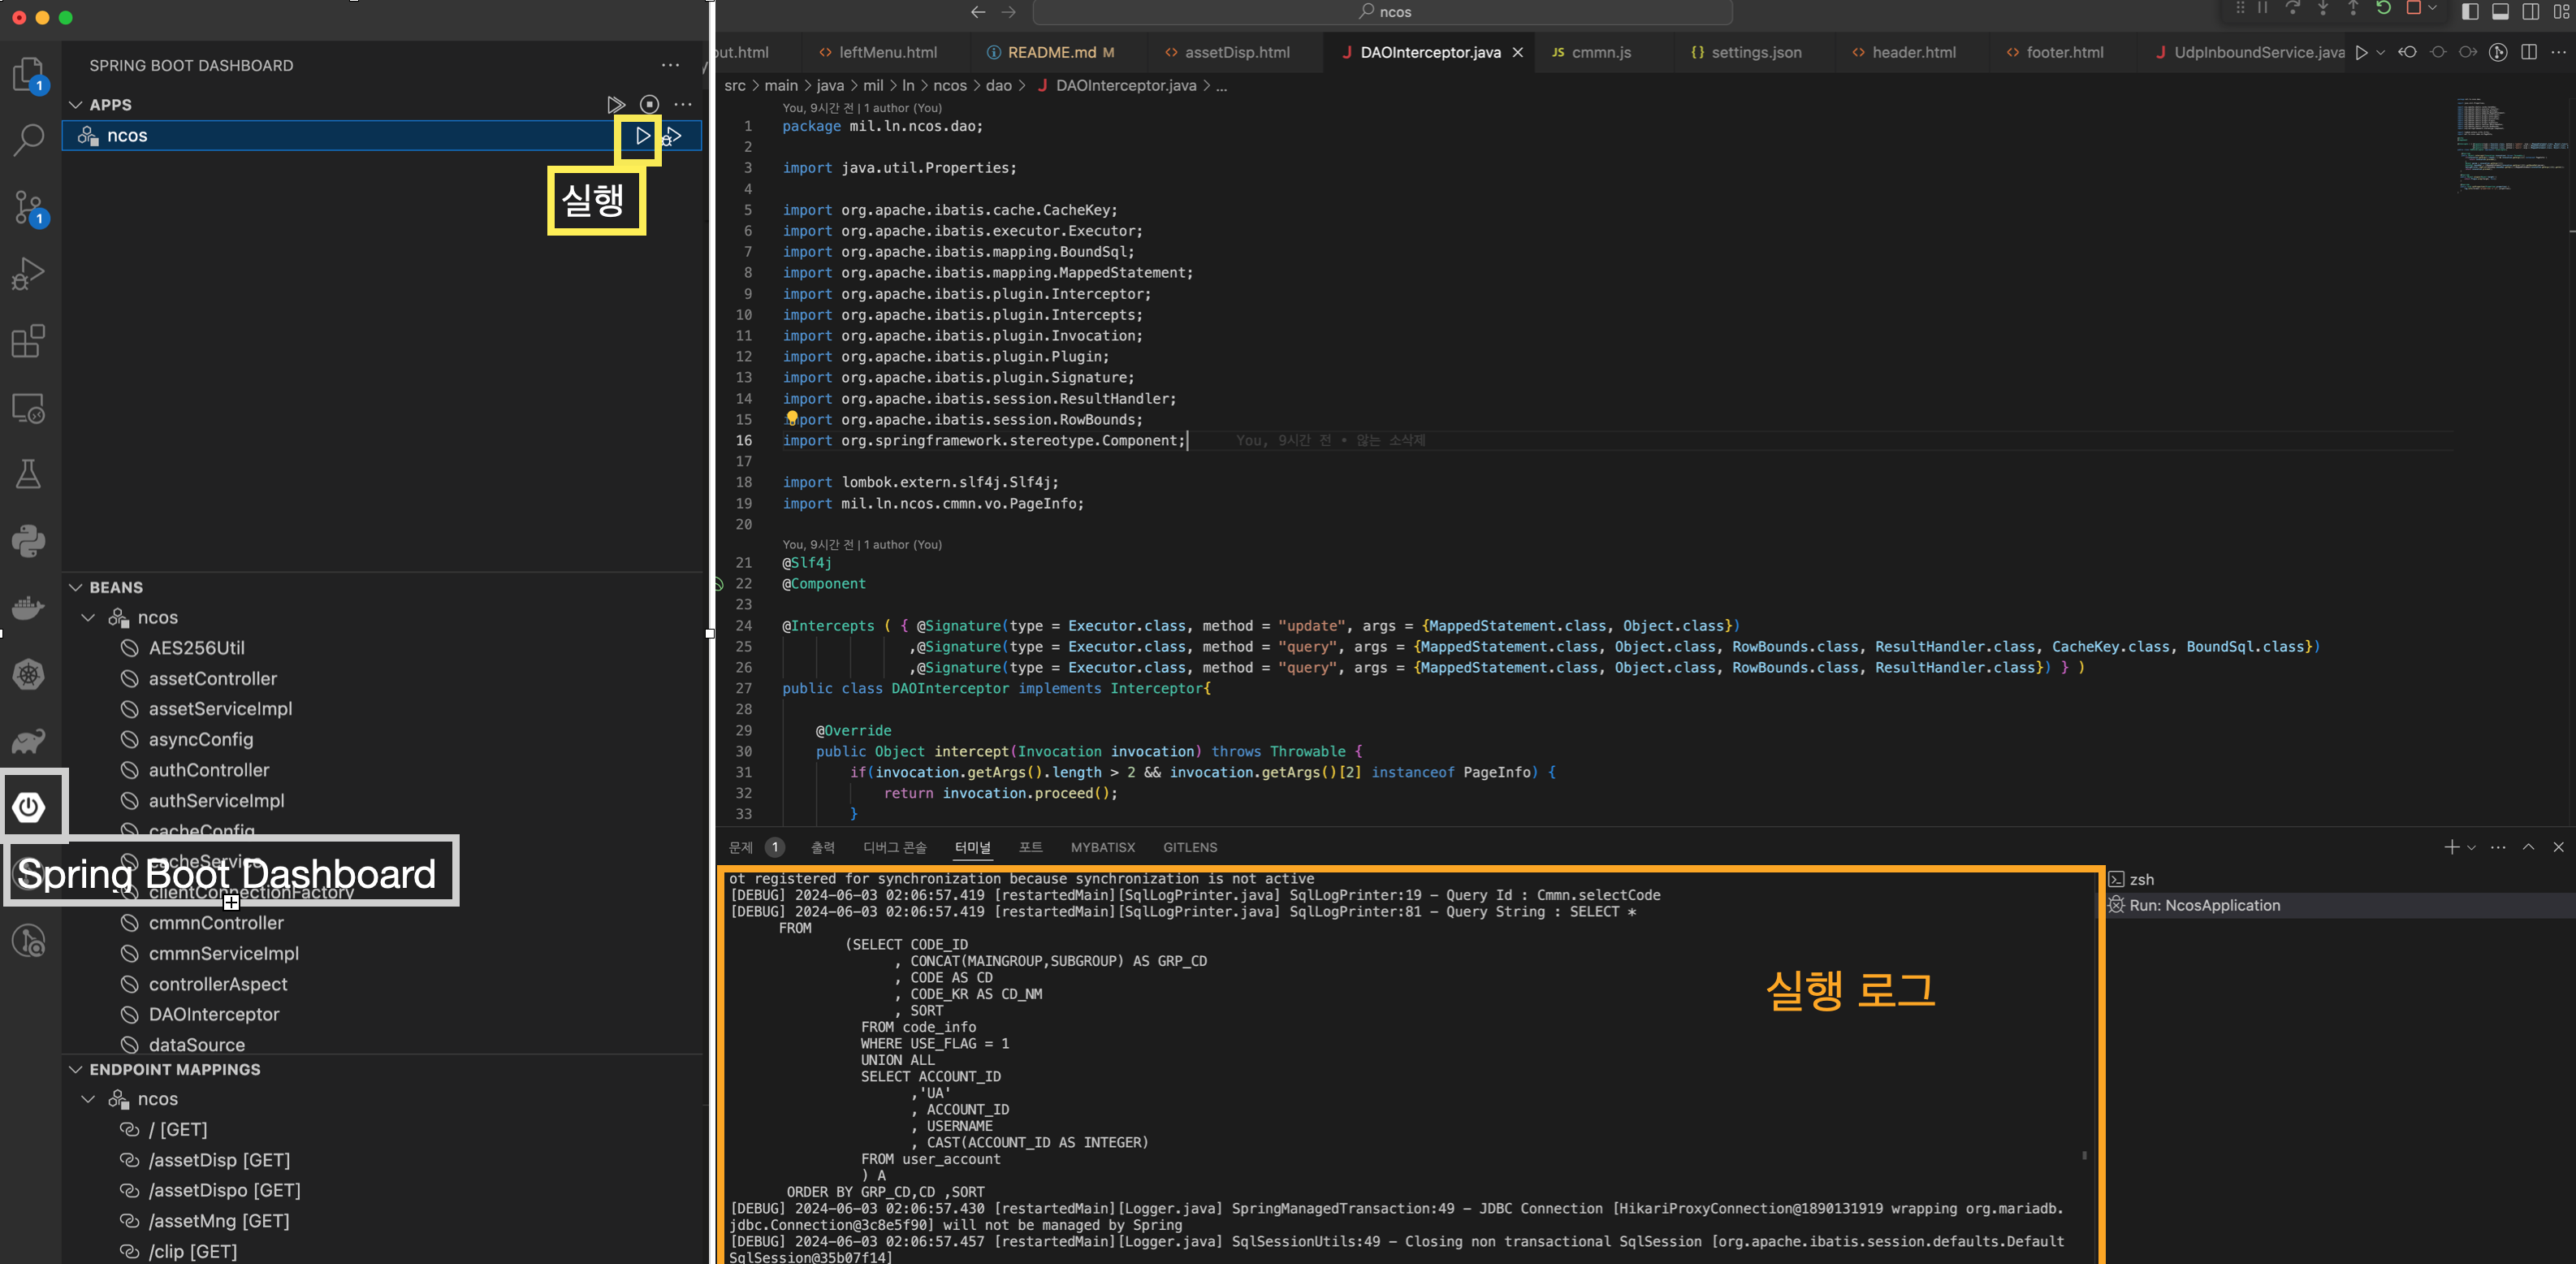 ncos
SPRING BOOT DASHBOARD
APPS
ncos
실행
BEANS
ncos
AES256Util
assetController
assetServiceImpl
asyncConfig
authController
authServiceImpl
cacheConfig
cacheService
Spring Boot Dashboard
clientConnectionFactory
cmmnController
cmmnServiceImpl
controllerAspect
DAOInterceptor
dataSource
ENDPOINT MAPPINGS
ncos
/ [GET]
/assetDisp [GET]
/assetDispo [GET]
/assetMng [GET]
/clip [GET]
1
1
out.html leftMenu.html README.md M assetDisp.html DAOInterceptor.java JS cmmn.js {} settings.json header.html footer.html UdpInboundService.java
src > main > java > mil > ln > ncos > dao > J DAOInterceptor.java > ...
You, 9시간 전 | 1 author (You)
1 package mil.ln.ncos.dao;
2
3 import java.util.Properties;
4
5 import org.apache.ibatis.cache.CacheKey;
6 import org.apache.ibatis.executor.Executor;
7 import org.apache.ibatis.mapping.BoundSql;
8 import org.apache.ibatis.mapping.MappedStatement;
9 import org.apache.ibatis.plugin.Interceptor;
10 import org.apache.ibatis.plugin.Intercepts;
11 import org.apache.ibatis.plugin.Invocation;
12 import org.apache.ibatis.plugin.Plugin;
13 import org.apache.ibatis.plugin.Signature;
14 import org.apache.ibatis.session.ResultHandler;
15 import org.apache.ibatis.session.RowBounds;
16 import org.springframework.stereotype.Component; You, 9시간 전 • 않는 소삭제
17
18 import lombok.extern.slf4j.Slf4j;
19 import mil.ln.ncos.cmmn.vo.PageInfo;
20
You, 9시간 전 | 1 author (You)
21 @Slf4j
22 @Component
23
24 @Intercepts ( { @Signature(type = Executor.class, method = "update", args = {MappedStatement.class, Object.class})
25 ,@Signature(type = Executor.class, method = "query", args = {MappedStatement.class, Object.class, RowBounds.class, ResultHandler.class, CacheKey.class, BoundSql.class})
26 ,@Signature(type = Executor.class, method = "query", args = {MappedStatement.class, Object.class, RowBounds.class, ResultHandler.class}) } )
27 public class DAOInterceptor implements Interceptor{
28
29 @Override
30 public Object intercept(Invocation invocation) throws Throwable {
31 if(invocation.getArgs().length > 2 && invocation.getArgs()[2] instanceof PageInfo) {
32 return invocation.proceed();
33 }
문제 1 출력 디버그 콘솔 터미널 포트 MYBATISX GITLENS
ot registered for synchronization because synchronization is not active
[DEBUG] 2024-06-03 02:06:57.419 [restartedMain][SqlLogPrinter.java] SqlLogPrinter:19 – Query Id : Cmmn.selectCode
[DEBUG] 2024-06-03 02:06:57.419 [restartedMain][SqlLogPrinter.java] SqlLogPrinter:81 – Query String : SELECT *
FROM
(SELECT CODE_ID
, CONCAT(MAINGROUP,SUBGROUP) AS GRP_CD
, CODE AS CD
, CODE_KR AS CD_NM
, SORT
FROM code_info
WHERE USE_FLAG = 1
UNION ALL
SELECT ACCOUNT_ID
,'UA'
, ACCOUNT_ID
, USERNAME
, CAST(ACCOUNT_ID AS INTEGER)
FROM user_account
) A
ORDER BY GRP_CD,CD ,SORT
[DEBUG] 2024-06-03 02:06:57.430 [restartedMain][Logger.java] SpringManagedTransaction:49 – JDBC Connection [HikariProxyConnection@1890131919 wrapping org.mariadb.
jdbc.Connection@3c8e5f90] will not be managed by Spring
[DEBUG] 2024-06-03 02:06:57.457 [restartedMain][Logger.java] SqlSessionUtils:49 – Closing non transactional SqlSession [org.apache.ibatis.session.defaults.Default
SqlSession@35b07f14]
실행 로그
zsh
Run: NcosApplication